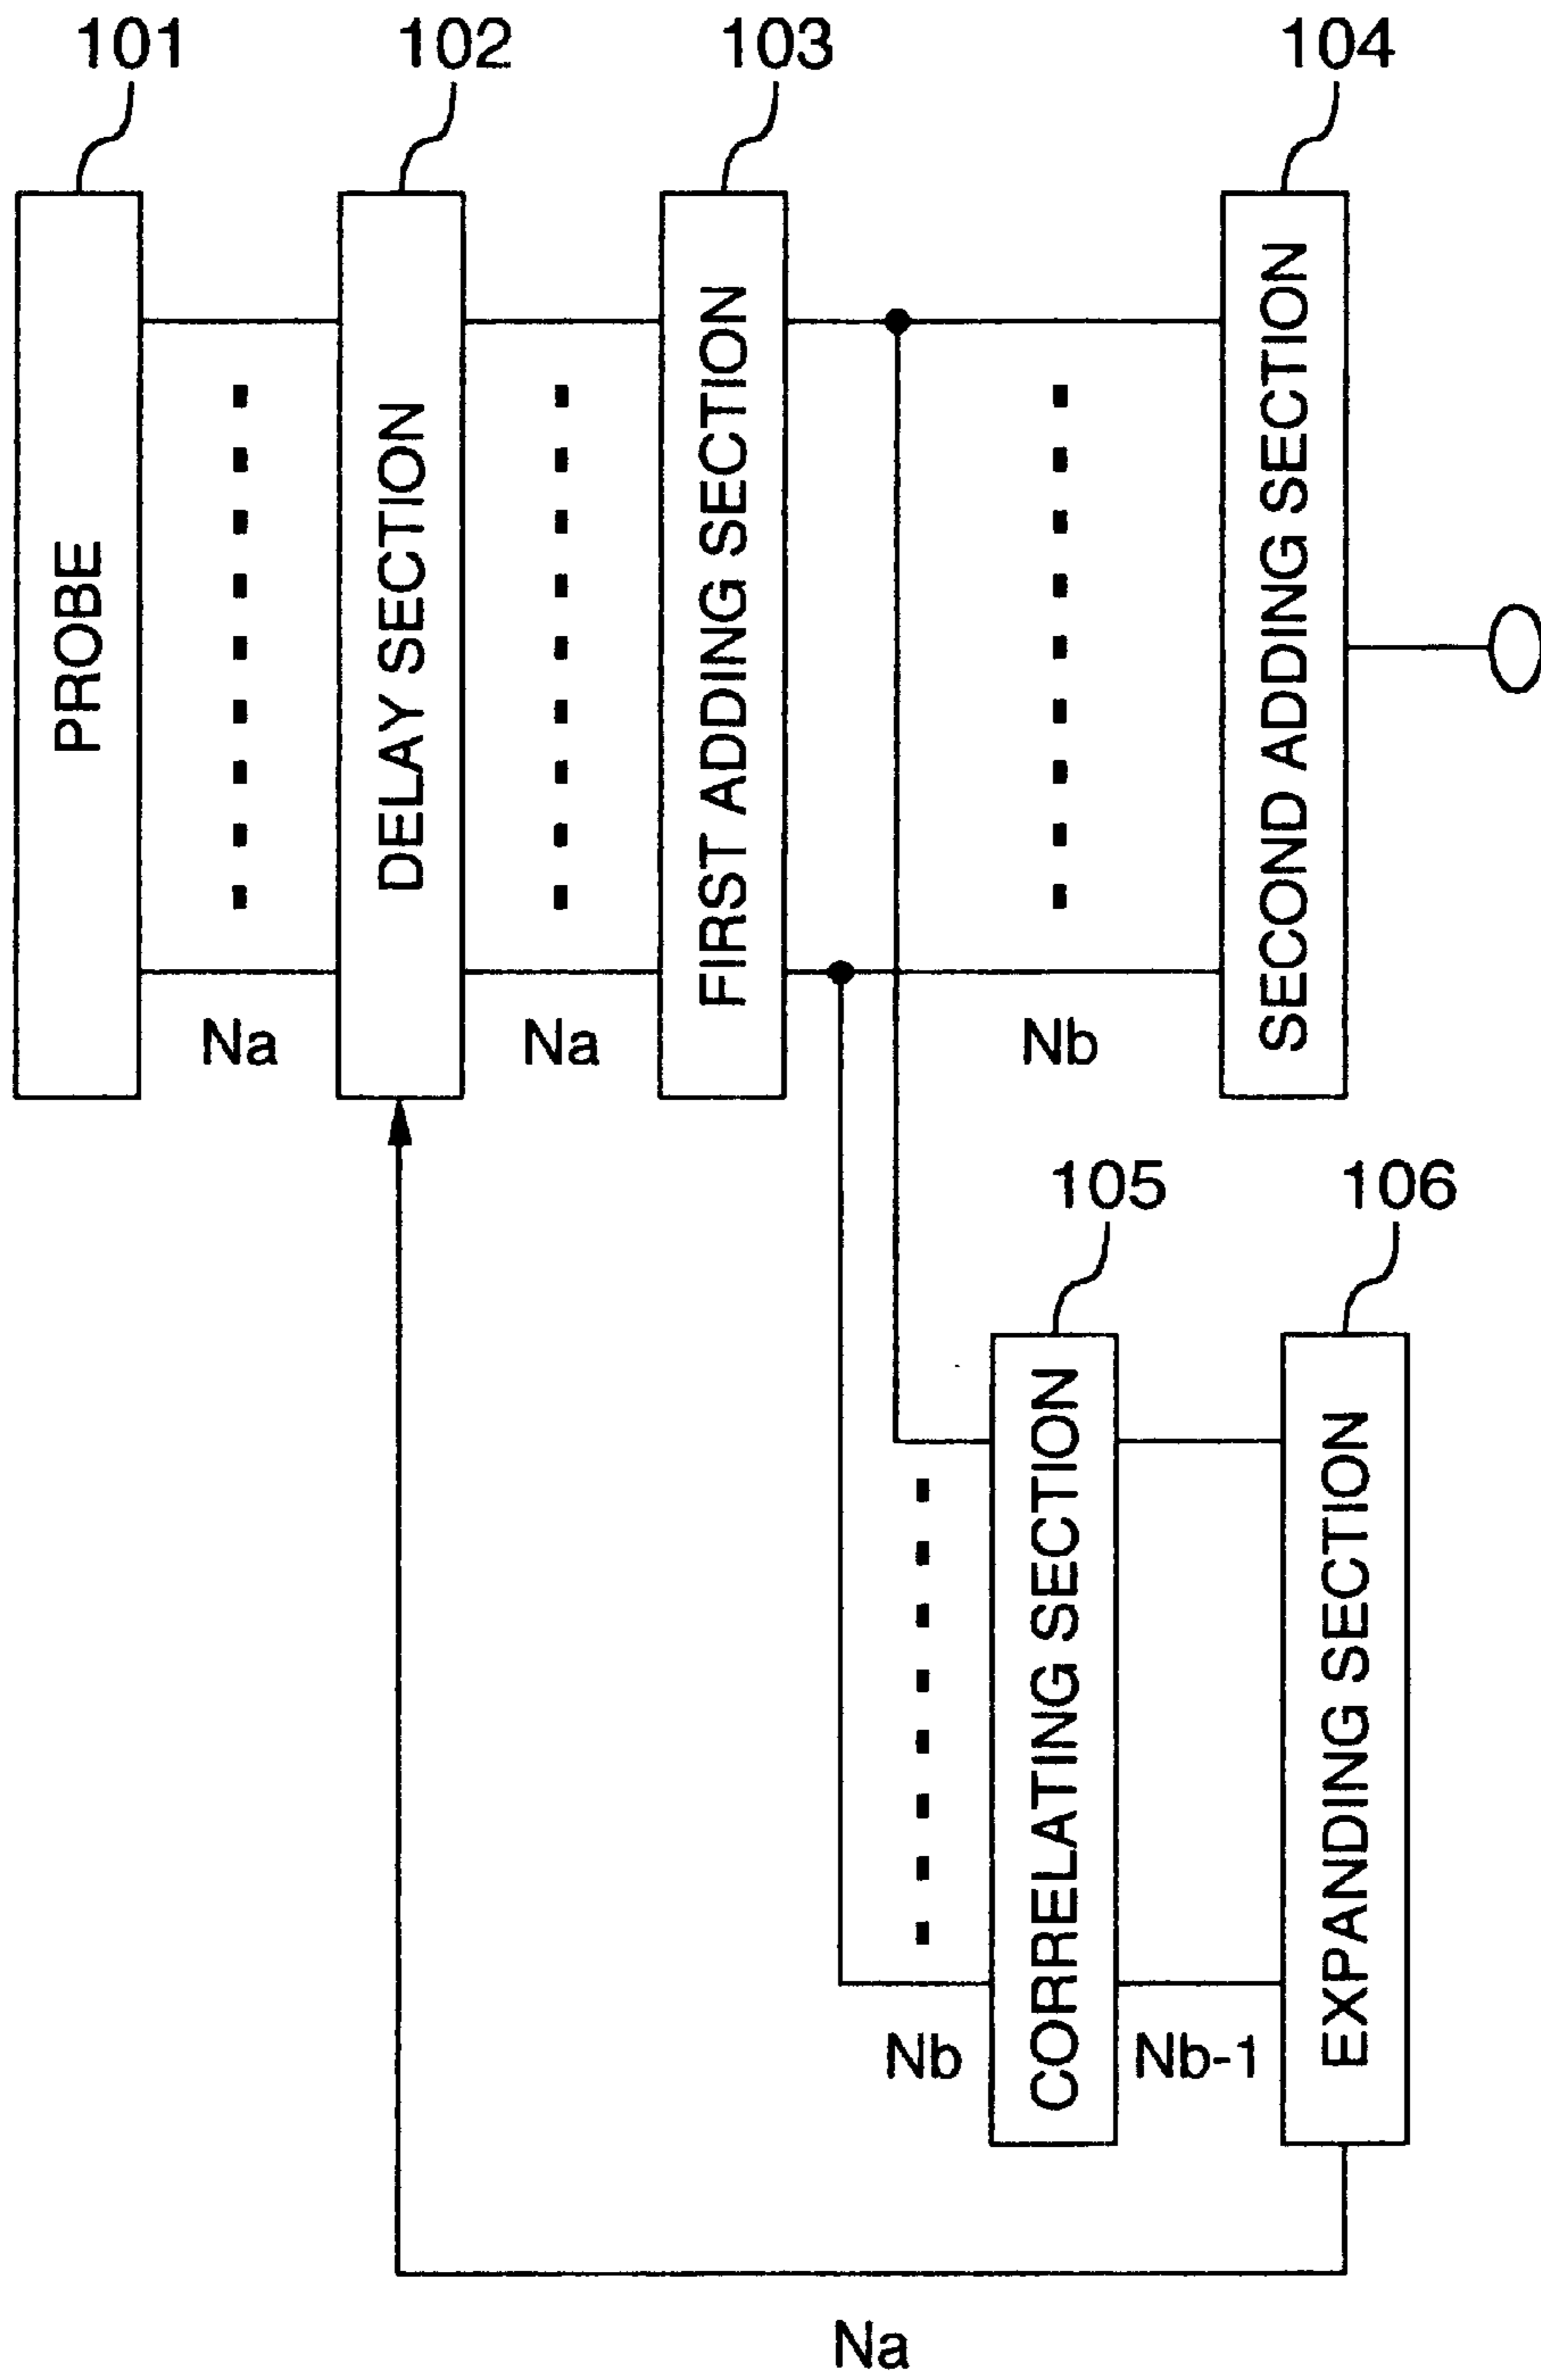 101
102
103
104
PROBE
DELAY SECTION
FIRST ADDING SECTION
SECOND ADDING SECTION
Na
Na
Nb
105
106
CORRELATING SECTION
EXPANDING SECTION
Nb
Nb-1
Na